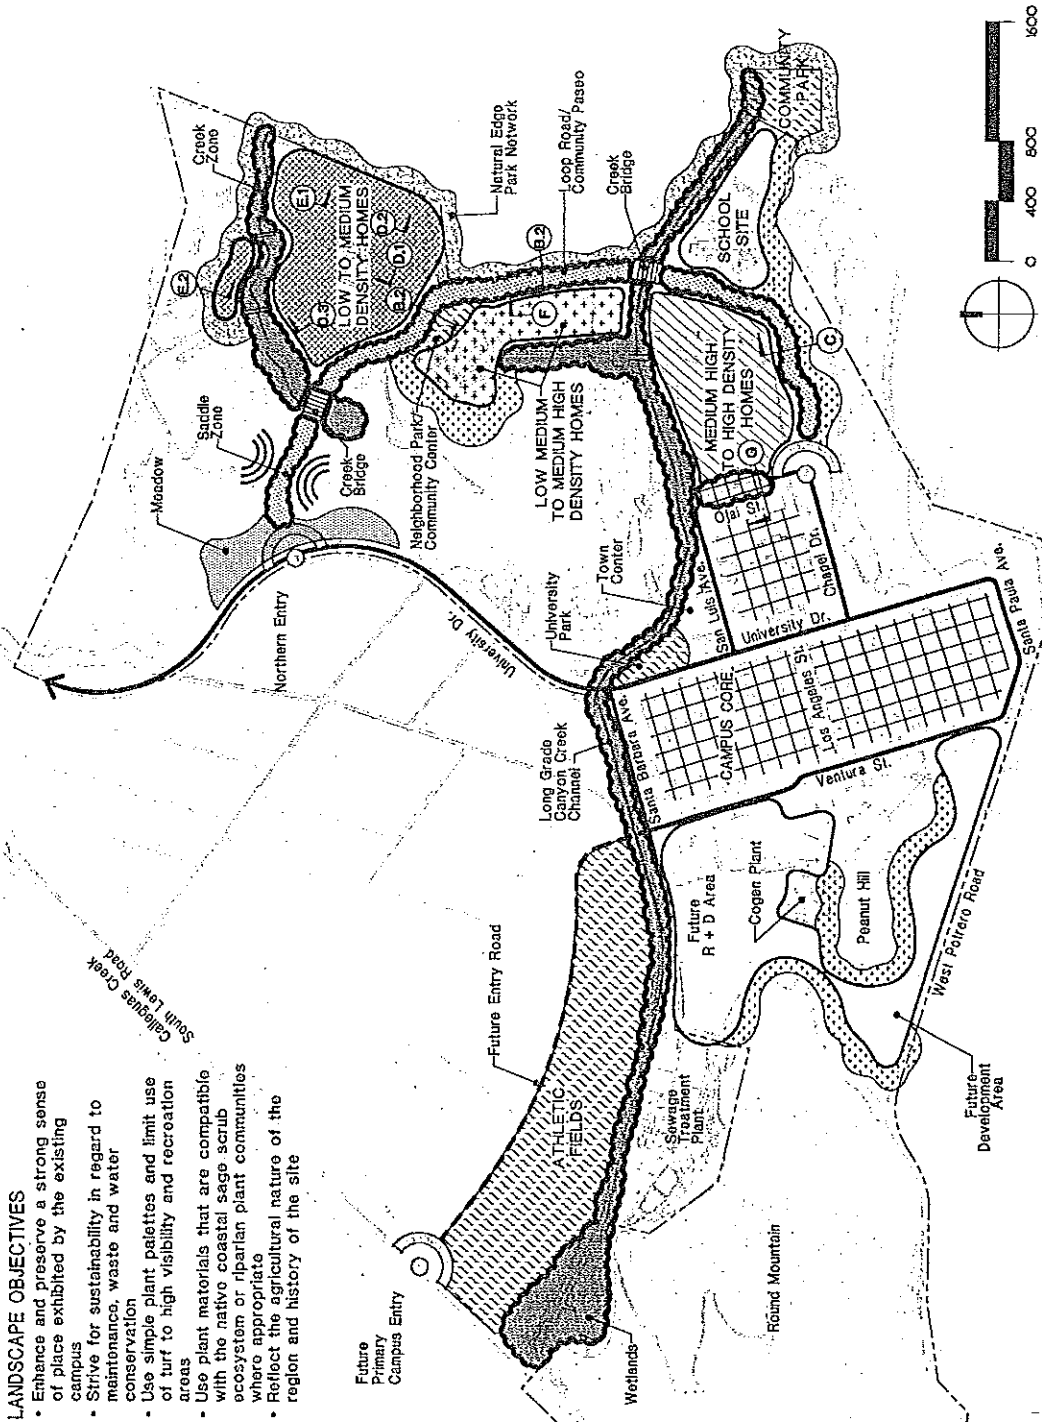 LANDSCAPE OBJECTIVES
• Enhance and preserve a strong sense
of place exhibited by the existing
campus
• Strive for sustainability in regard to
maintenance, waste and water
conservation
• Use simple plant palettes and limit use
of turf to high visibility and recreation
areas
• Use plant materials that are compatible
with the native coastal sage scrub
ecosystem or riparian plant communities
where appropriate
• Reflect the agricultural nature of the
region and history of the site
Calleguas Creek
South Lewis Road
Meadow
Saddle
Zone
Creek
Zone
E.2
E.1
D.3
D.2
D.1
B.2
LOW TO MEDIUM
DENSITY HOMES
Northern Entry
Creek
Bridge
Neighborhood Park/
Community Center
Natural Edge
Park Network
B.2
F
Loop Road/
Community Paseo
Creek
Bridge
University Dr.
LOW MEDIUM
TO MEDIUM HIGH
DENSITY HOMES
COMMUNITY
PARK
SCHOOL
SITE
MEDIUM HIGH
TO HIGH DENSITY
HOMES
G
C
University
Park
Town
Center
Long Grade
Canyon Creek
Channel
Santa Barbara Ave.
San Luis Ave.
Ojai St.
Chapel Dr.
University Dr.
CAMPUS CORE
Los Angeles St.
Ventura St.
Santa Paula Ave.
Future Entry Road
Future
Primary
Campus Entry
ATHLETIC
FIELDS
Future
R + D Area
Cogen Plant
Peanut Hill
West Potrero Road
Sewage
Treatment
Plant
Wetlands
Round Mountain
Future
Development
Area
0 400 800 1600